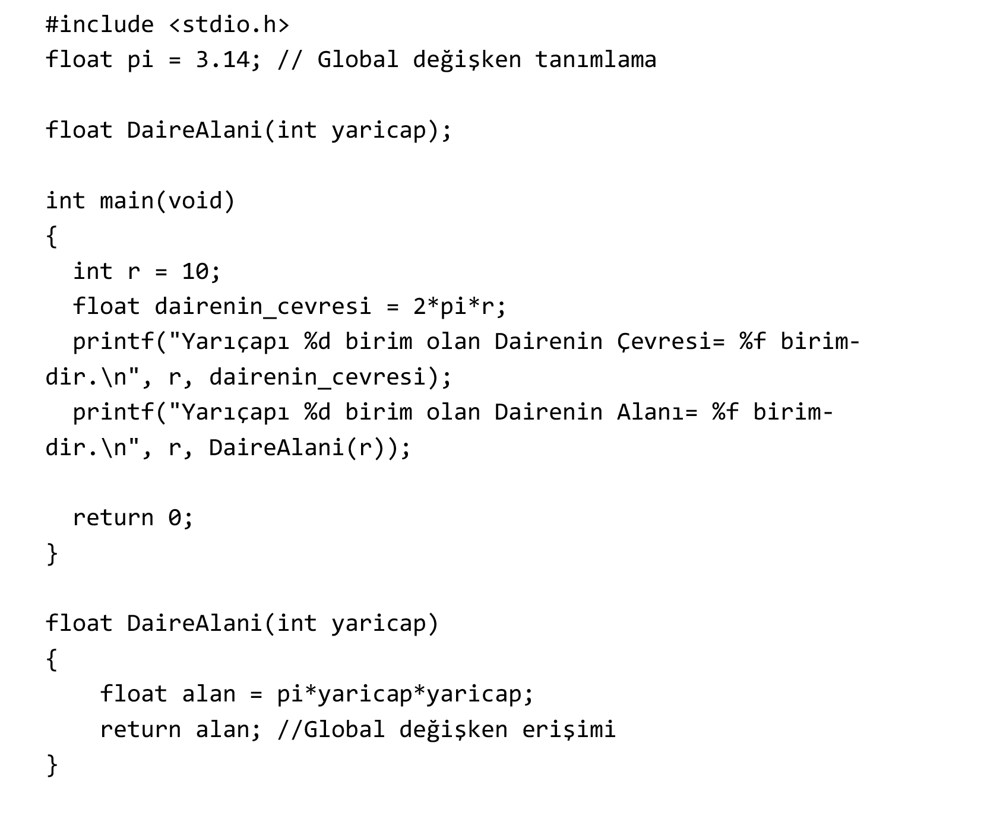 #include <stdio.h>
float pi = 3.14; // Global değişken tanımlama
float DaireAlani(int yaricap);
int main(void)
{
  int r = 10;
  float dairenin_cevresi = 2*pi*r;
  printf("Yarıçapı %d birim olan Dairenin Çevresi= %f birim-
dir.\n", r, dairenin_cevresi);
  printf("Yarıçapı %d birim olan Dairenin Alanı= %f birim-
dir.\n", r, DaireAlani(r));
  return 0;
}
float DaireAlani(int yaricap)
{
    float alan = pi*yaricap*yaricap;
    return alan; //Global değişken erişimi
}